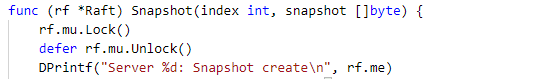 func (rf *Raft) Snapshot(index int, snapshot []byte) {
    rf.mu.Lock()
    defer rf.mu.Unlock()
    DPrintf("Server %d: Snapshot create\n", rf.me)